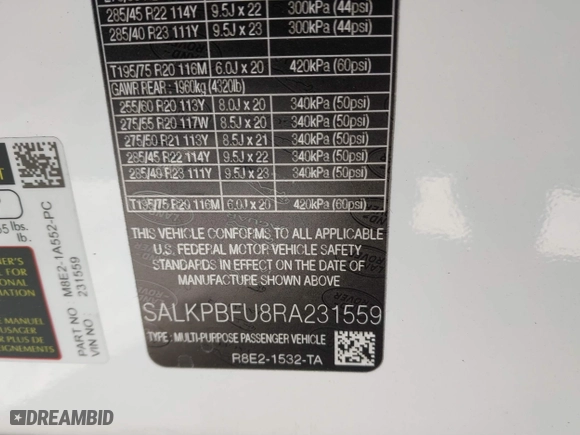 285/45 R22 114Y 9.5J x 22 300kPa (44psi)
285/40 R23 111Y 9.5J x 23 300kPa (44psi)
T195/75 R20 116M 6.0J x 20 420kPa (60psi)
GAWR REAR : 1960kg (4320lb)
255/60 R20 113Y 8.0J x 20 340kPa (50psi)
275/55 R20 117W 8.5J x 20 340kPa (50psi)
275/50 R21 113Y 8.5J x 21 340kPa (50psi)
285/45 R22 114Y 9.5J x 22 340kPa (50psi)
285/40 R23 111Y 9.5J x 23 340kPa (50psi)
T195/75 R20 116M 6.0J x 20 420kPa (60psi)
THIS VEHICLE CONFORMS TO ALL APPLICABLE
U.S. FEDERAL MOTOR VEHICLE SAFETY
STANDARDS IN EFFECT ON THE DATE OF
MANUFACTURE SHOWN ABOVE
SALKPBFU8RA231559
TYPE : MULTI-PURPOSE PASSENGER VEHICLE
R8E2-1532-TA
PART NO M8E2-1A552-PC
VIN NO : 231559
lbs.
lb.
MANUEL
USAGER
DREAMBID